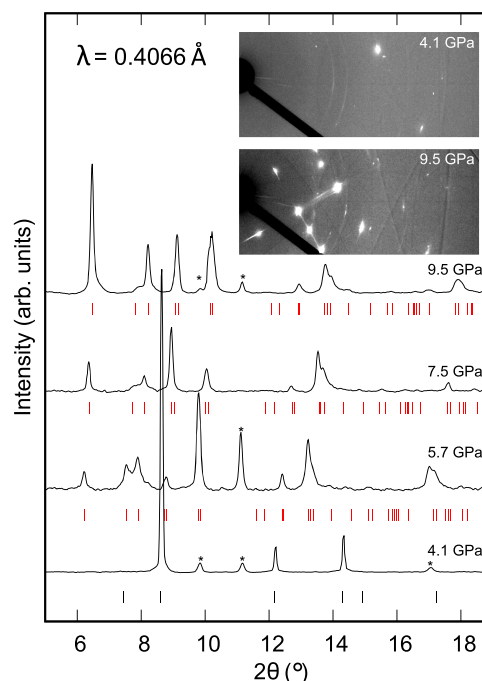 λ = 0.4066 Å
4.1 GPa
9.5 GPa
Intensity (arb. units)
* *
9.5 GPa
7.5 GPa
*
5.7 GPa
4.1 GPa
* * *
6 8 10 12 14 16 18
2θ (°)